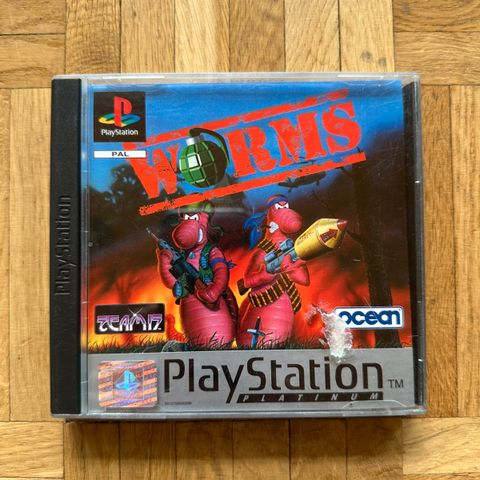 PlayStation
PAL
WORMS
PlayStation
TEAM17
ocean
PlayStation TM
PLATINUM